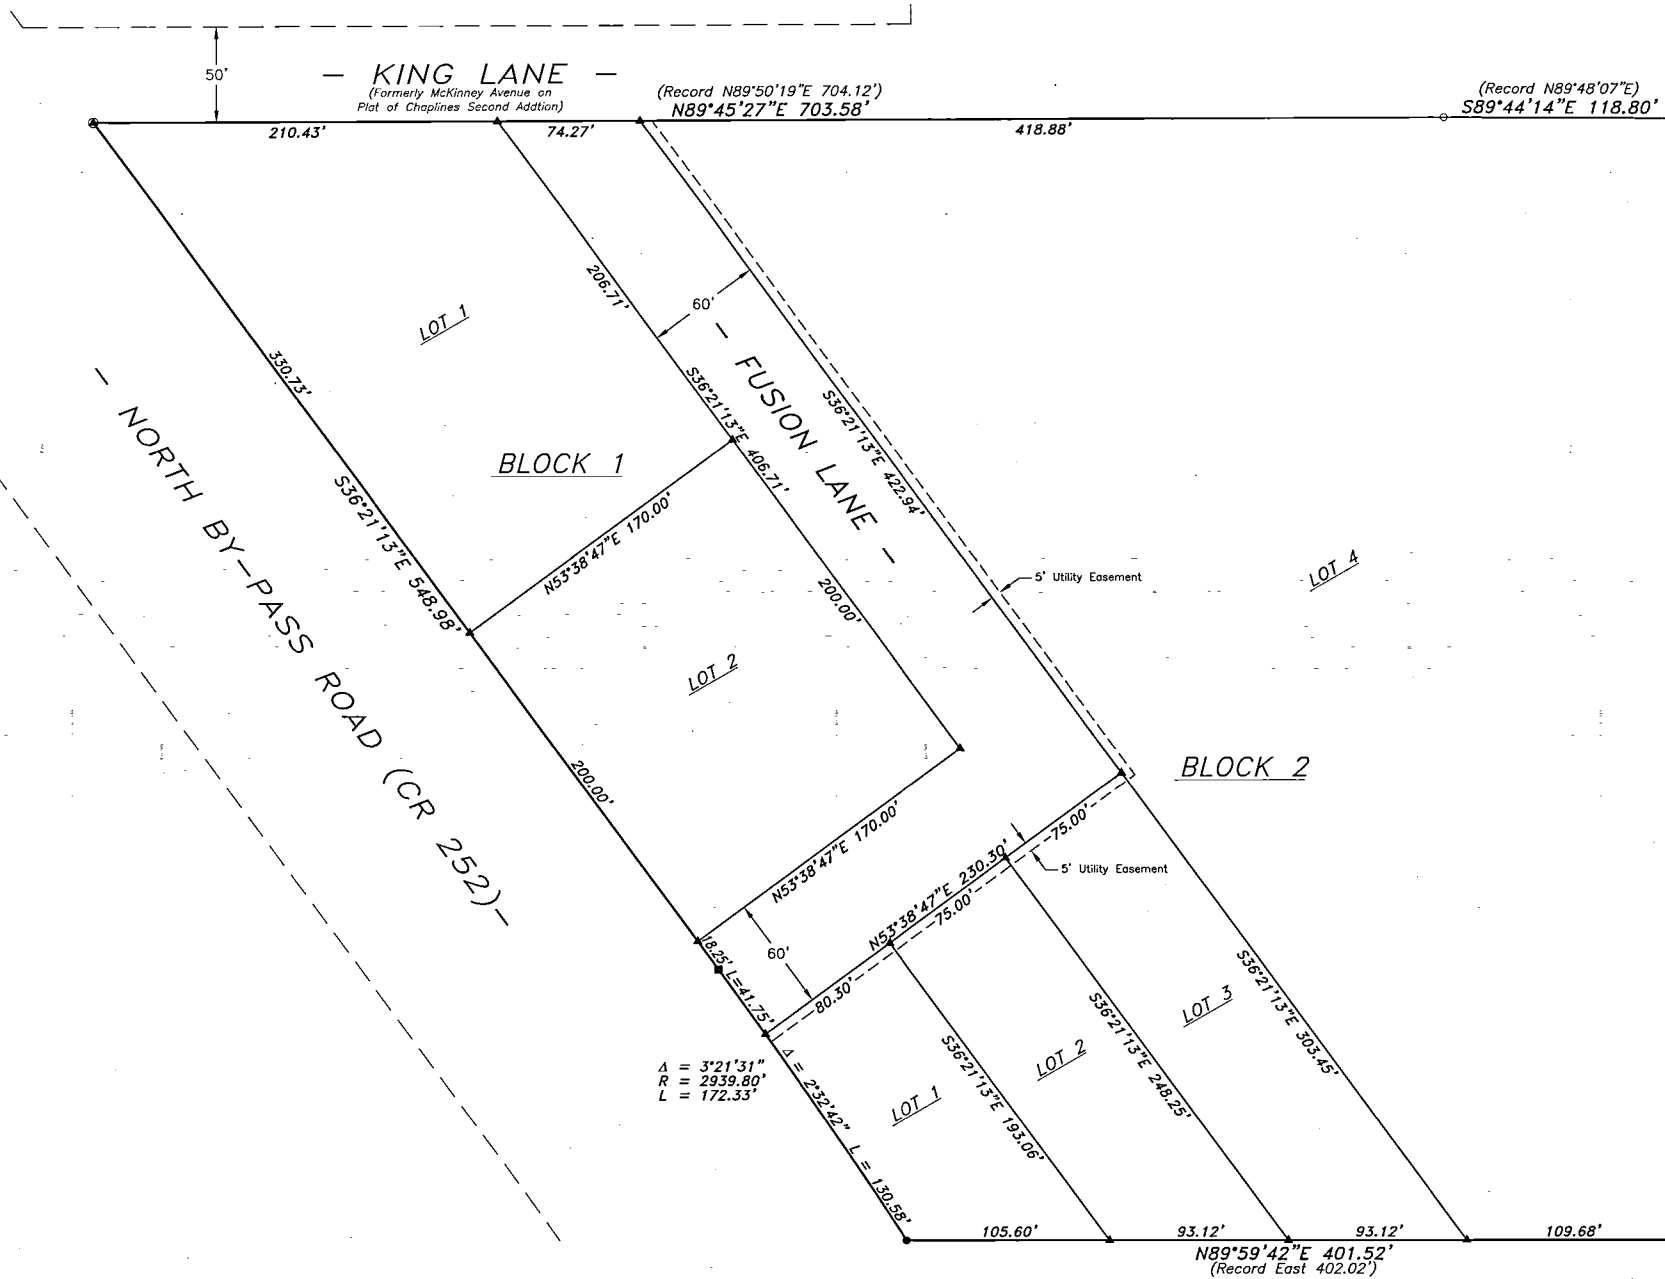 50'
- KING LANE -
(Formerly McKinney Avenue on
Plat of Chaplines Second Addtion)
(Record N89°50'19"E 704.12')
N89°45'27"E 703.58'
(Record N89°48'07"E)
S89°44'14"E 118.80'
210.43'
74.27'
418.88'
206.71'
60'
LOT 1
330.73'
- FUSION LANE -
S36°21'13"E 406.71'
S36°21'13"E 422.94'
BLOCK 1
- NORTH BY-PASS ROAD (CR 252)-
S36°21'13"E 548.98'
N53°38'47"E 170.00'
5' Utility Easement
LOT 4
200.00'
LOT 2
200.00'
BLOCK 2
N53°38'47"E 170.00'
75.00'
N53°38'47"E 230.30'
75.00'
5' Utility Easement
60'
18.25'
L=41.75'
80.30'
Δ = 3°21'31"
R = 2939.80'
L = 172.33'
Δ = 2°32'42" L = 130.58'
LOT 1
S36°21'13"E 193.06'
LOT 2
S36°21'13"E 248.25'
LOT 3
S36°21'13"E 303.45'
105.60'
93.12'
93.12'
109.68'
N89°59'42"E 401.52'
(Record East 402.02')